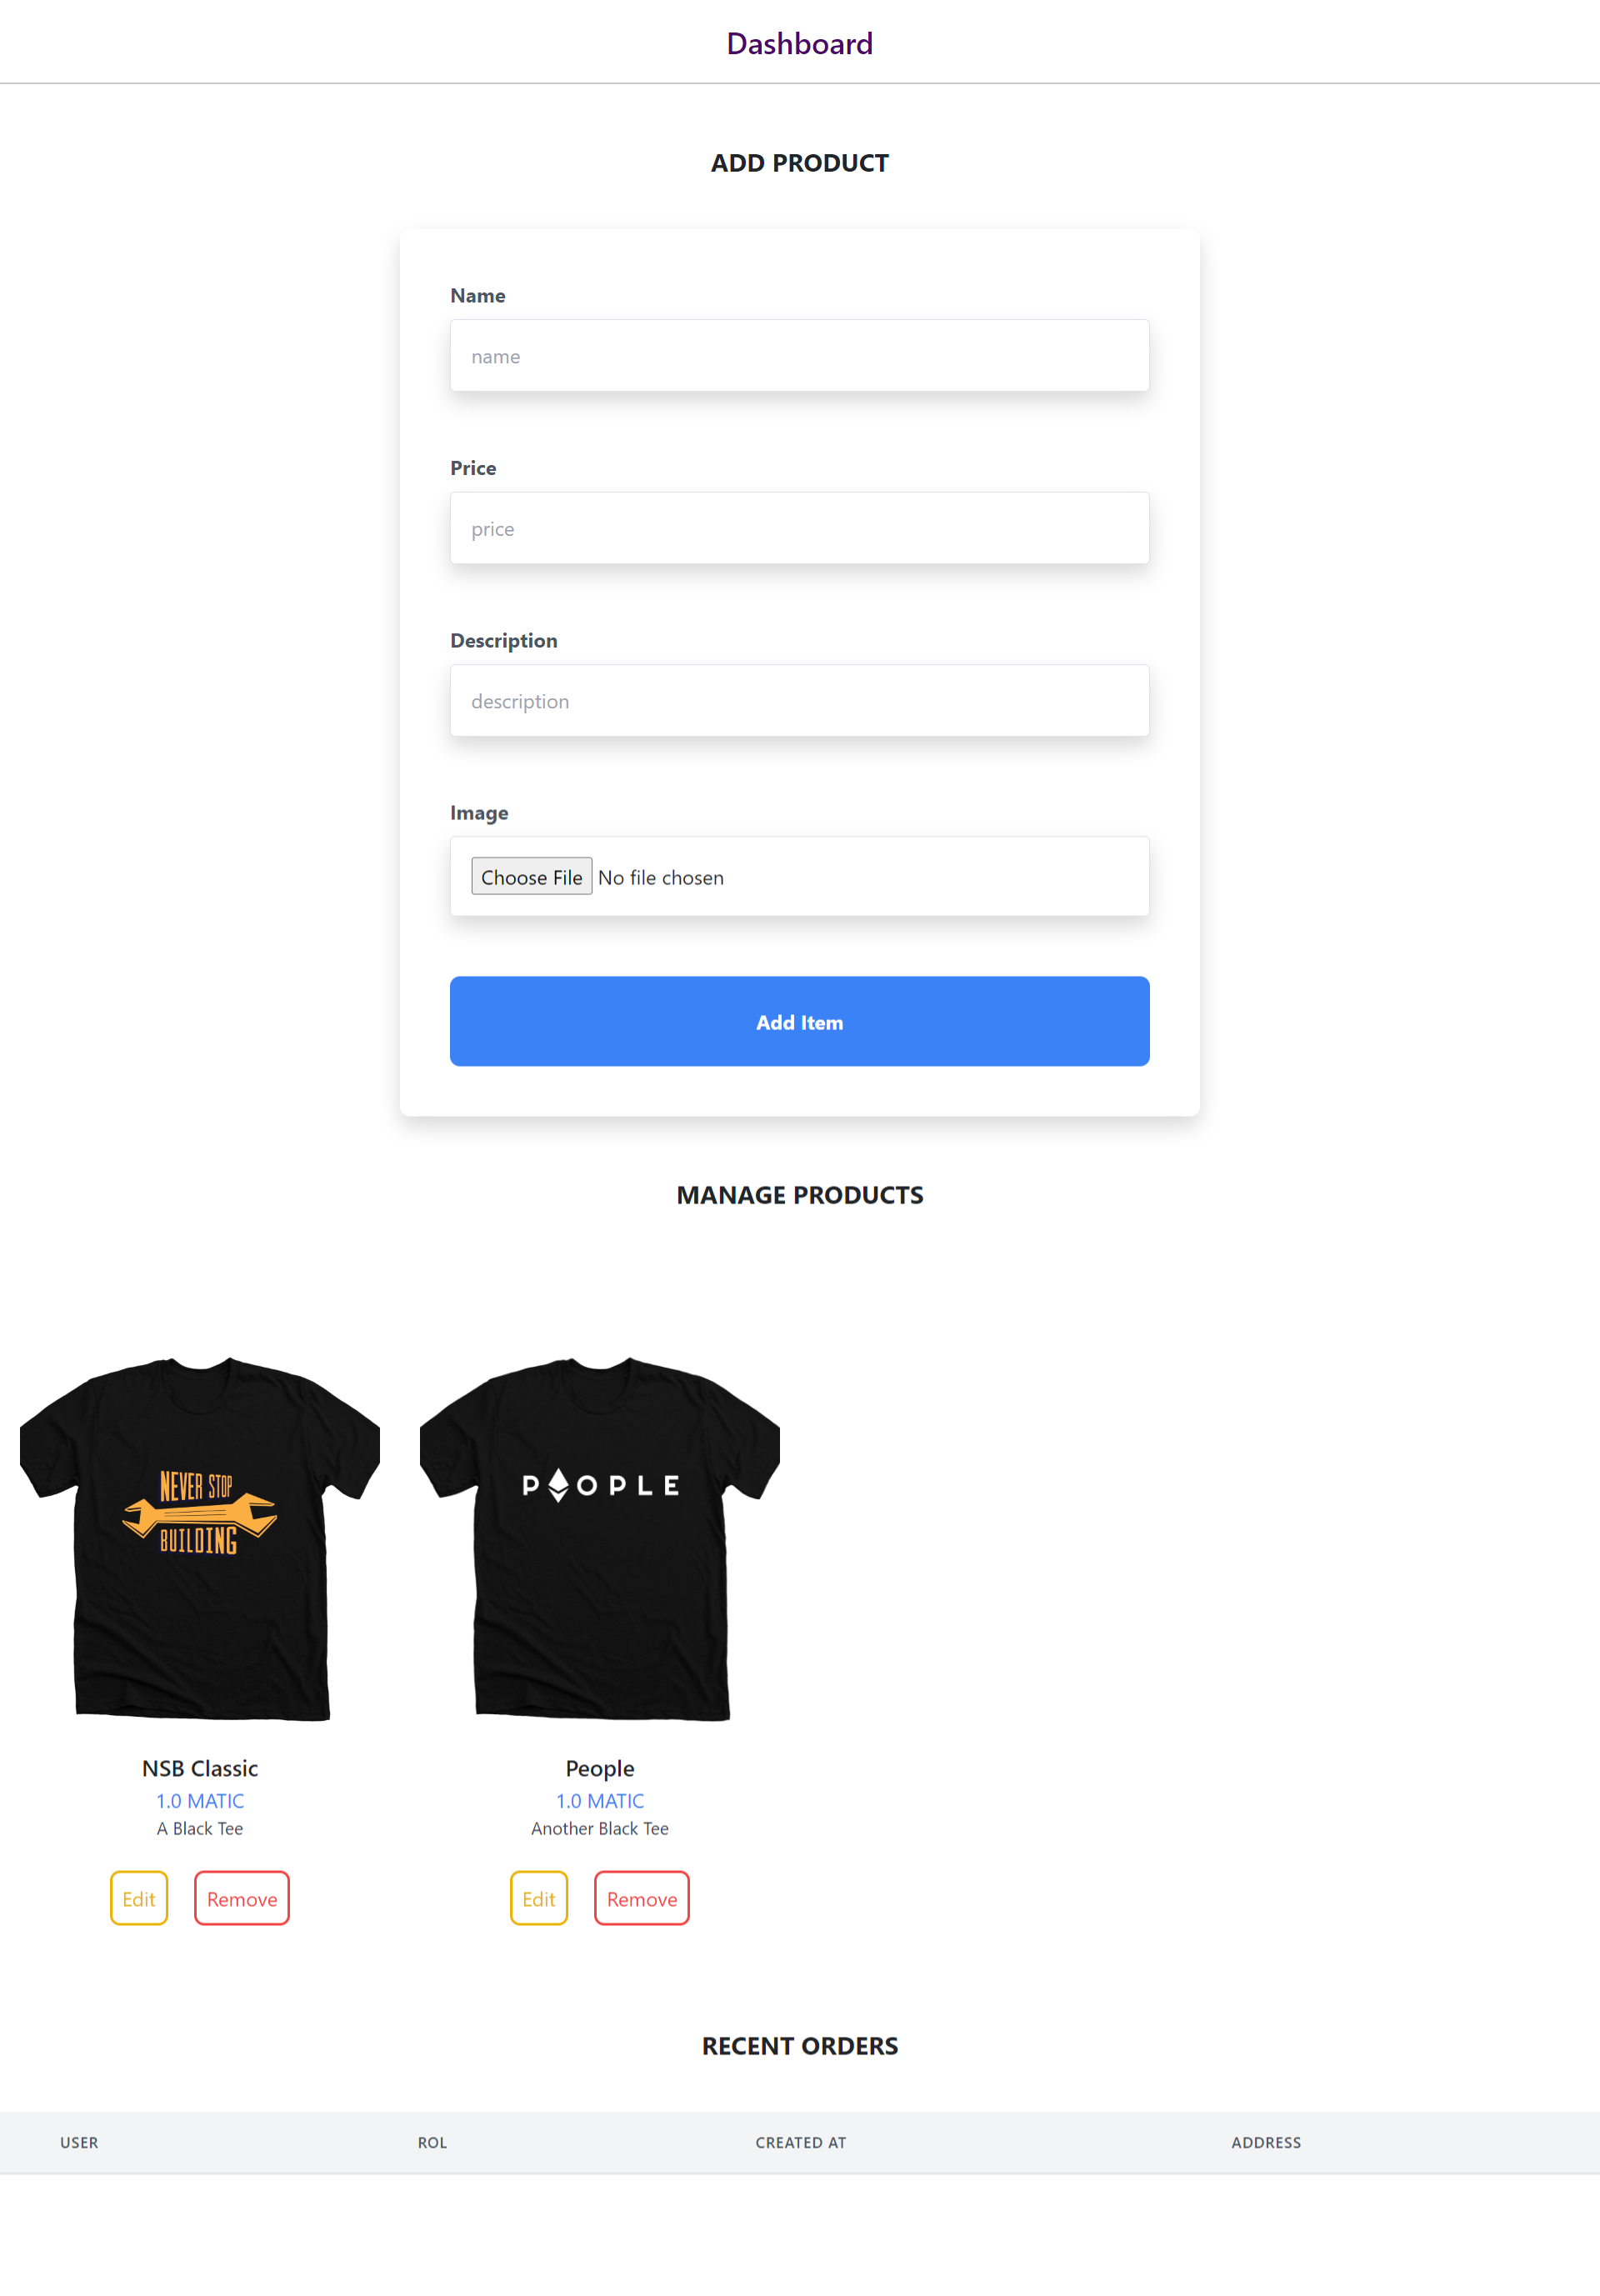 Dashboard
ADD PRODUCT
Name
name
Price
price
Description
description
Image
Choose File No file chosen
Add Item
MANAGE PRODUCTS
NEVER STOP
BUILDING
P OPLE
NSB Classic
1.0 MATIC
A Black Tee
Edit Remove
People
1.0 MATIC
Another Black Tee
Edit Remove
RECENT ORDERS
USER ROL CREATED AT ADDRESS